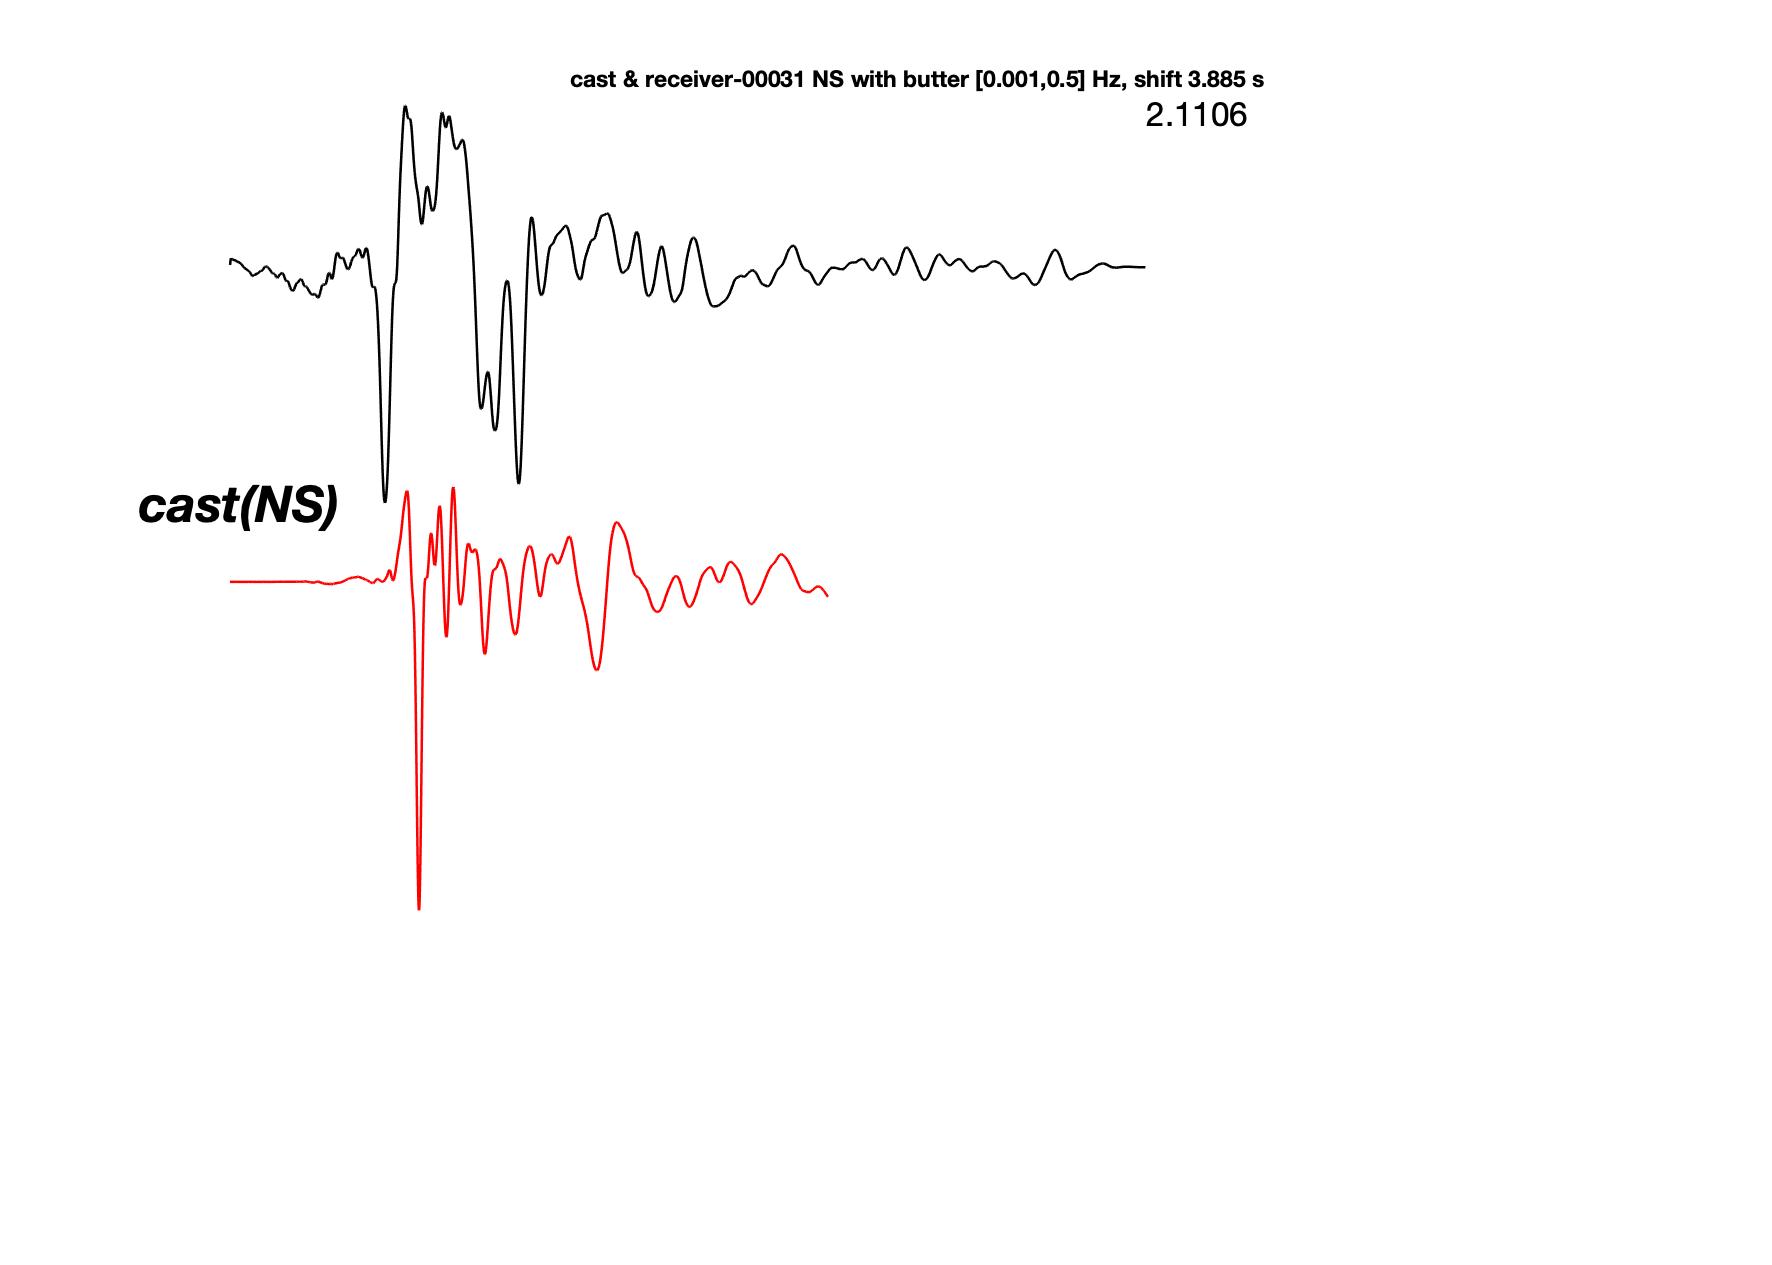 cast & receiver-00031 NS with butter [0.001,0.5] Hz, shift 3.885 s
2.1106
cast(NS)